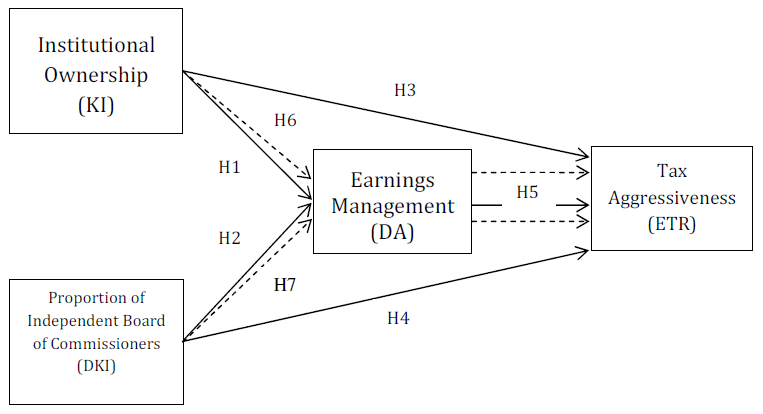 Institutional
Ownership
(KI)
H3
H6
H1
Earnings
Management
(DA)
H5
Tax
Aggressiveness
(ETR)
H2
H7
H4
Proportion of
Independent Board
of Commissioners
(DKI)